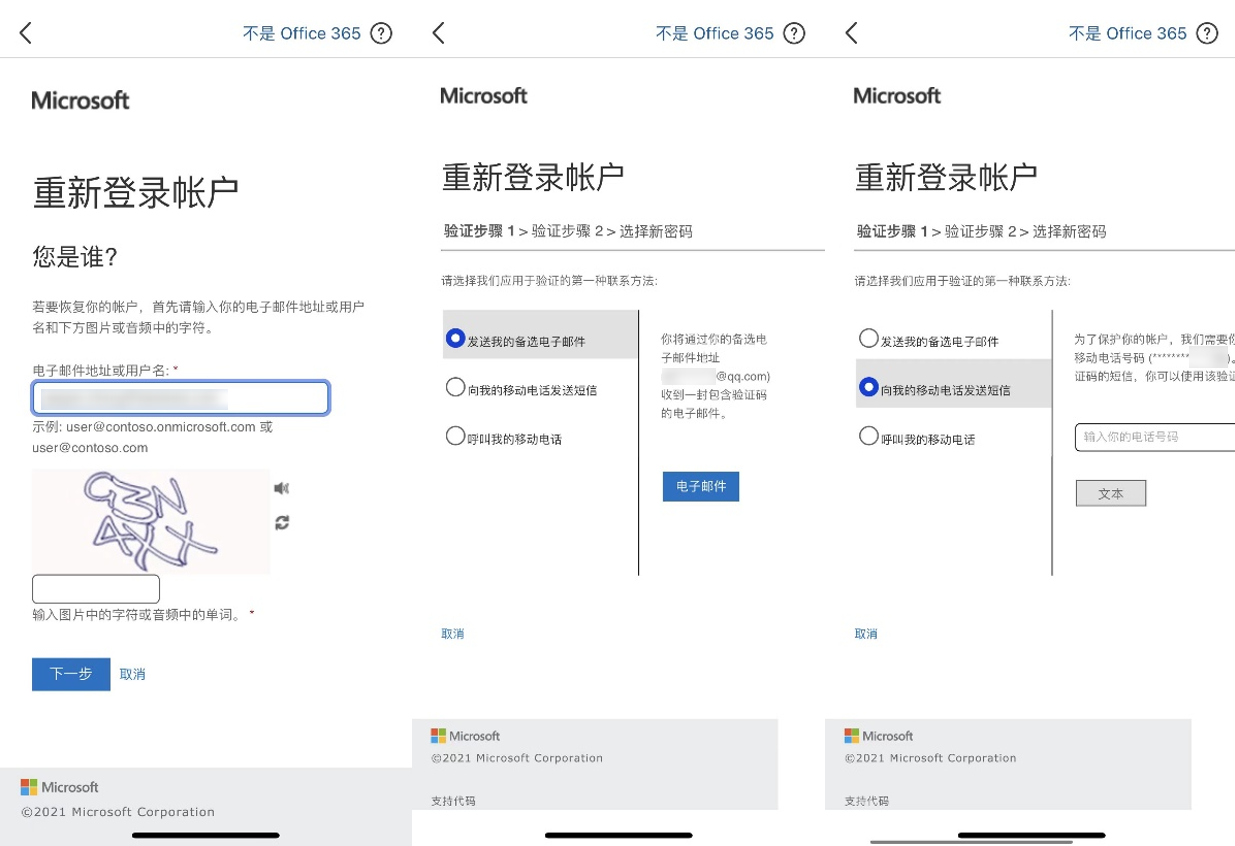 不是 Office 365 ?
Microsoft
重新登录帐户
您是谁?
若要恢复你的帐户，首先请输入你的电子邮件地址或用户
名和下方图片或音频中的字符。
电子邮件地址或用户名: *
示例: user@contoso.onmicrosoft.com 或
user@contoso.com
G3N
4XX
输入图片中的字符或音频中的单词。 *
下一步 取消
Microsoft
©2021 Microsoft Corporation
不是 Office 365 ?
Microsoft
重新登录帐户
验证步骤 1 > 验证步骤 2 > 选择新密码
请选择我们应用于验证的第一种联系方法:
发送我的备选电子邮件
向我的移动电话发送短信
呼叫我的移动电话
你将通过你的备选电
子邮件地址
@qq.com)
收到一封包含验证码
的电子邮件。
电子邮件
取消
Microsoft
©2021 Microsoft Corporation
支持代码
不是 Office 365 ?
Microsoft
重新登录帐户
验证步骤 1 > 验证步骤 2 > 选择新密码
请选择我们应用于验证的第一种联系方法:
发送我的备选电子邮件
向我的移动电话发送短信
呼叫我的移动电话
为了保护你的帐户，我们需要你
移动电话号码 (********
证码的短信，你可以使用该验证
输入你的电话号码
文本
取消
Microsoft
©2021 Microsoft Corporation
支持代码